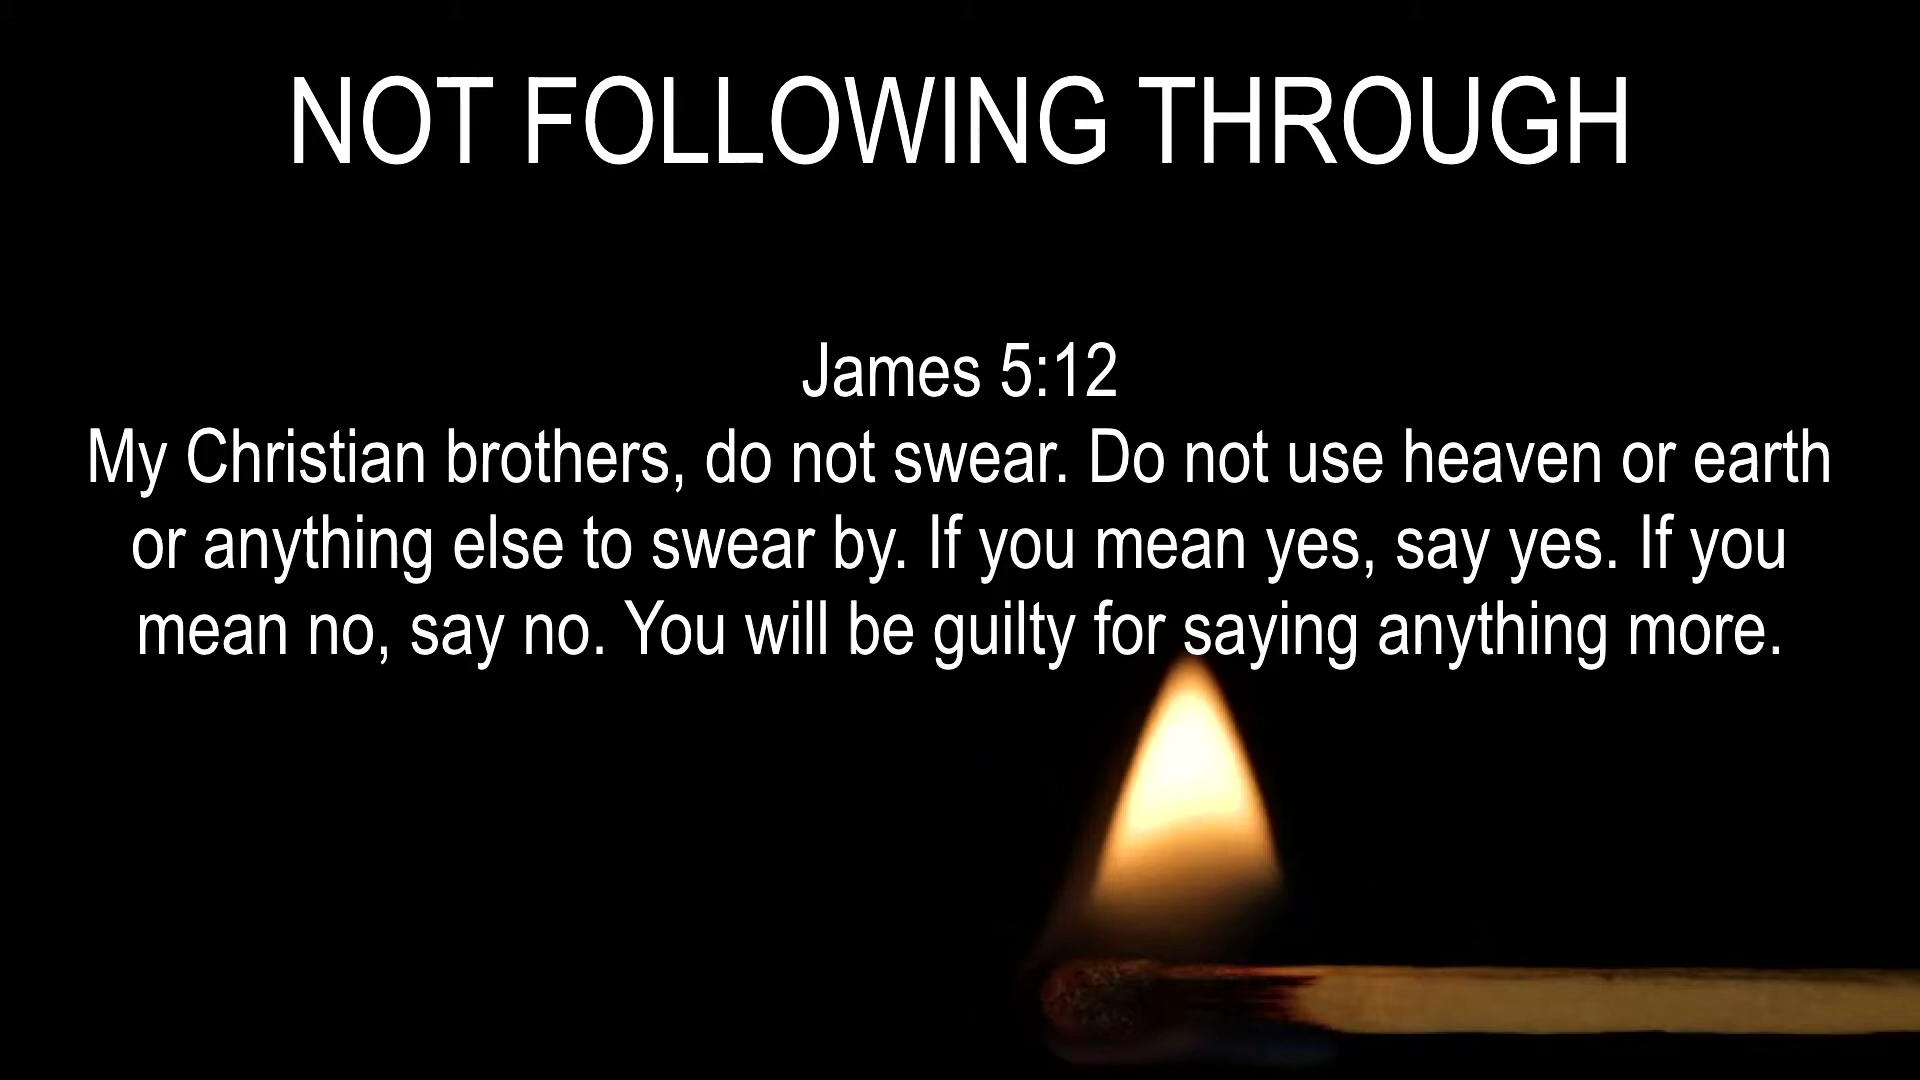 NOT FOLLOWING THROUGH
James 5:12
My Christian brothers, do not swear. Do not use heaven or earth
or anything else to swear by. If you mean yes, say yes. If you
mean no, say no. You will be guilty for saying anything more.